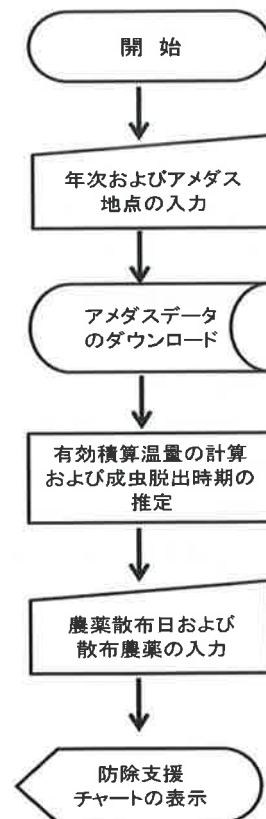 開 始
年次およびアメダス
地点の入力
アメダスデータ
のダウンロード
有効積算温量の計算
および成虫脱出時期の
推定
農薬散布日および
散布農薬の入力
防除支援
チャートの表示